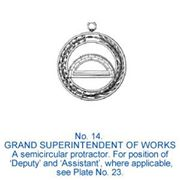 No. 14.
GRAND SUPERINTENDENT OF WORKS
A semicircular protractor. For position of
'Deputy' and 'Assistant', where applicable,
see Plate No. 23.